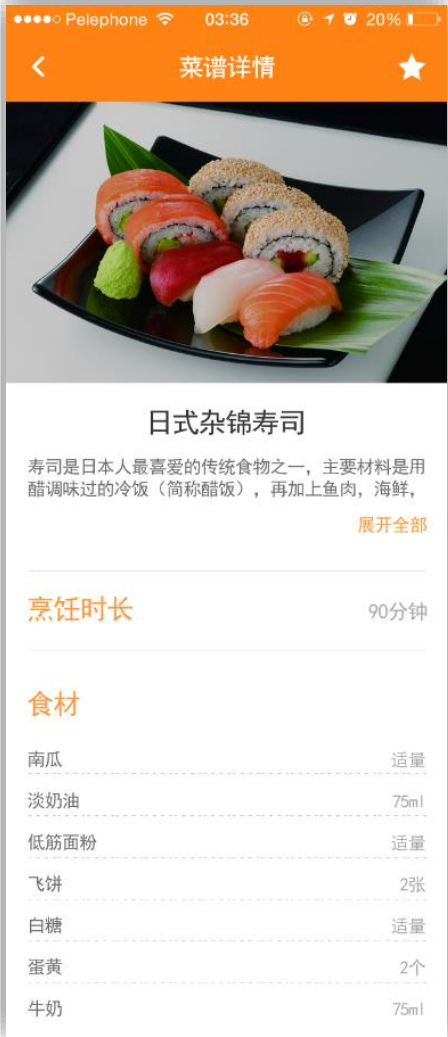 Pelephone 03:36 20%
菜谱详情
日式杂锦寿司
寿司是日本人最喜爱的传统食物之一，主要材料是用
醋调味过的冷饭（简称醋饭），再加上鱼肉，海鲜，
展开全部
烹饪时长 90分钟
食材
南瓜 适量
淡奶油 75ml
低筋面粉 适量
飞饼 2张
白糖 适量
蛋黄 2个
牛奶 75ml